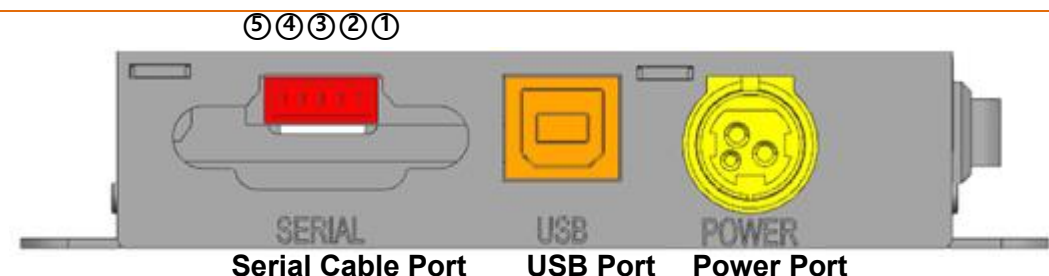 ⑤④③②①
SERIAL USB POWER
Serial Cable Port USB Port Power Port